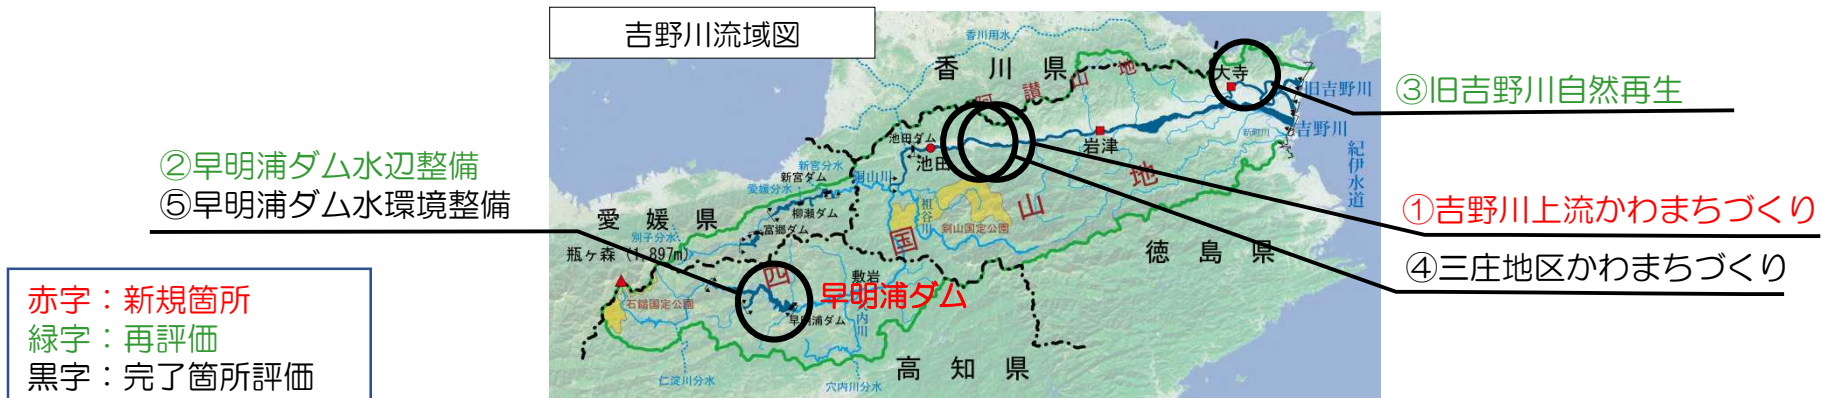 吉野川流域図
香川用水
香川県
阿讃山地
大寺
旧吉野川
③旧吉野川自然再生
吉野川
新町川
紀伊水道
池田ダム
池田
岩津
②早明浦ダム水辺整備
⑤早明浦ダム水環境整備
新宮分水
新宮ダム
銅山川
愛媛分水
柳瀬ダム
富郷ダム
別子分水
愛媛県
瓶ヶ森 (1,897m)
祖谷川
剣山国定公園
四国山地
徳島県
①吉野川上流かわまちづくり
④三庄地区かわまちづくり
敷岩
早明浦ダム
石鎚国定公園
早明浦ダム
穴内川
高知県
仁淀川分水
穴内川分水
赤字：新規箇所
緑字：再評価
黒字：完了箇所評価